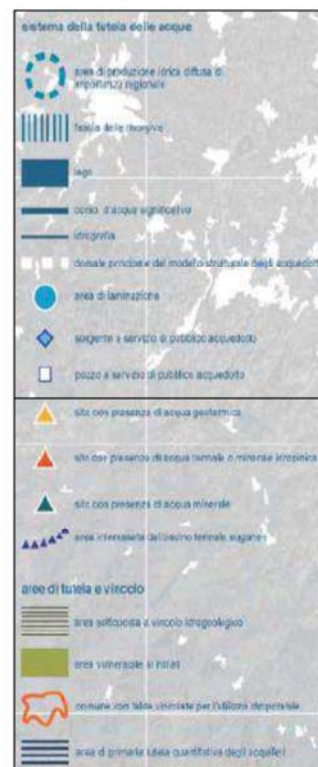 sistema della tutela delle acque
area di produzione idrica diffusa di
importanza regionale
fascia delle risorgive
lago
corso d'acqua significativo
idrografia
dorsale principale del modello strutturale degli acquedotti
area di laminazione
sorgente a servizio di pubblico acquedotto
pozzo a servizio di pubblico acquedotto
sito con presenza di acqua geotermica
sito con presenza di acqua termale o minerale idropinica
sito con presenza di acqua minerale
area interessata dal bacino termale euganeo
aree di tutela e vincolo
area sottoposta a vincolo idrogeologico
area vulnerabile ai nitrati
comune con falde vincolate per l'utilizzo idropotabile
area di primaria tutela quantitativa degli acquiferi